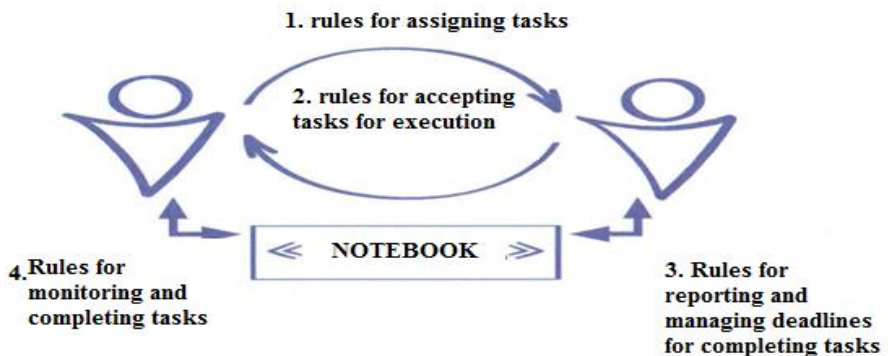 1. rules for assigning tasks
2. rules for accepting
tasks for execution
<< NOTEBOOK >>
4. Rules for
monitoring and
completing tasks
3. Rules for
reporting and
managing deadlines
for completing tasks